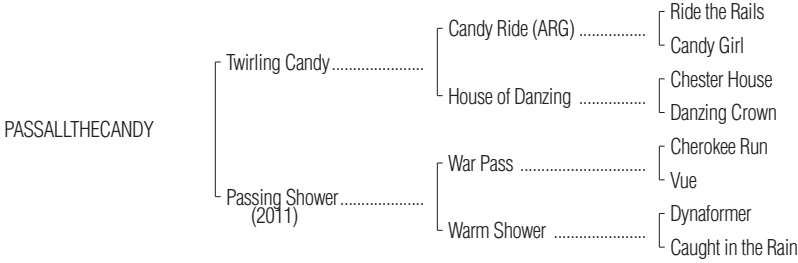 Ride the Rails
Candy Ride (ARG) ................
Candy Girl
Twirling Candy......................
Chester House
House of Danzing ................
Danzing Crown
PASSALLTHECANDY
Cherokee Run
War Pass ..............................
Vue
Passing Shower....................
(2011)
Dynaformer
Warm Shower ......................
Caught in the Rain